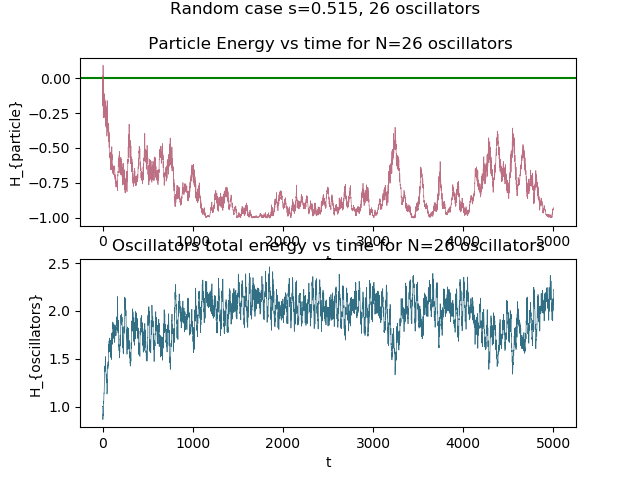 Random case s=0.515, 26 oscillators
Particle Energy vs time for N=26 oscillators
H_{particle}
0.00
−0.25
−0.50
−0.75
−1.00
0 1000 2000 3000 4000 5000
t
Oscillators total energy vs time for N=26 oscillators
H_{oscillators}
2.5
2.0
1.5
1.0
0 1000 2000 3000 4000 5000
t